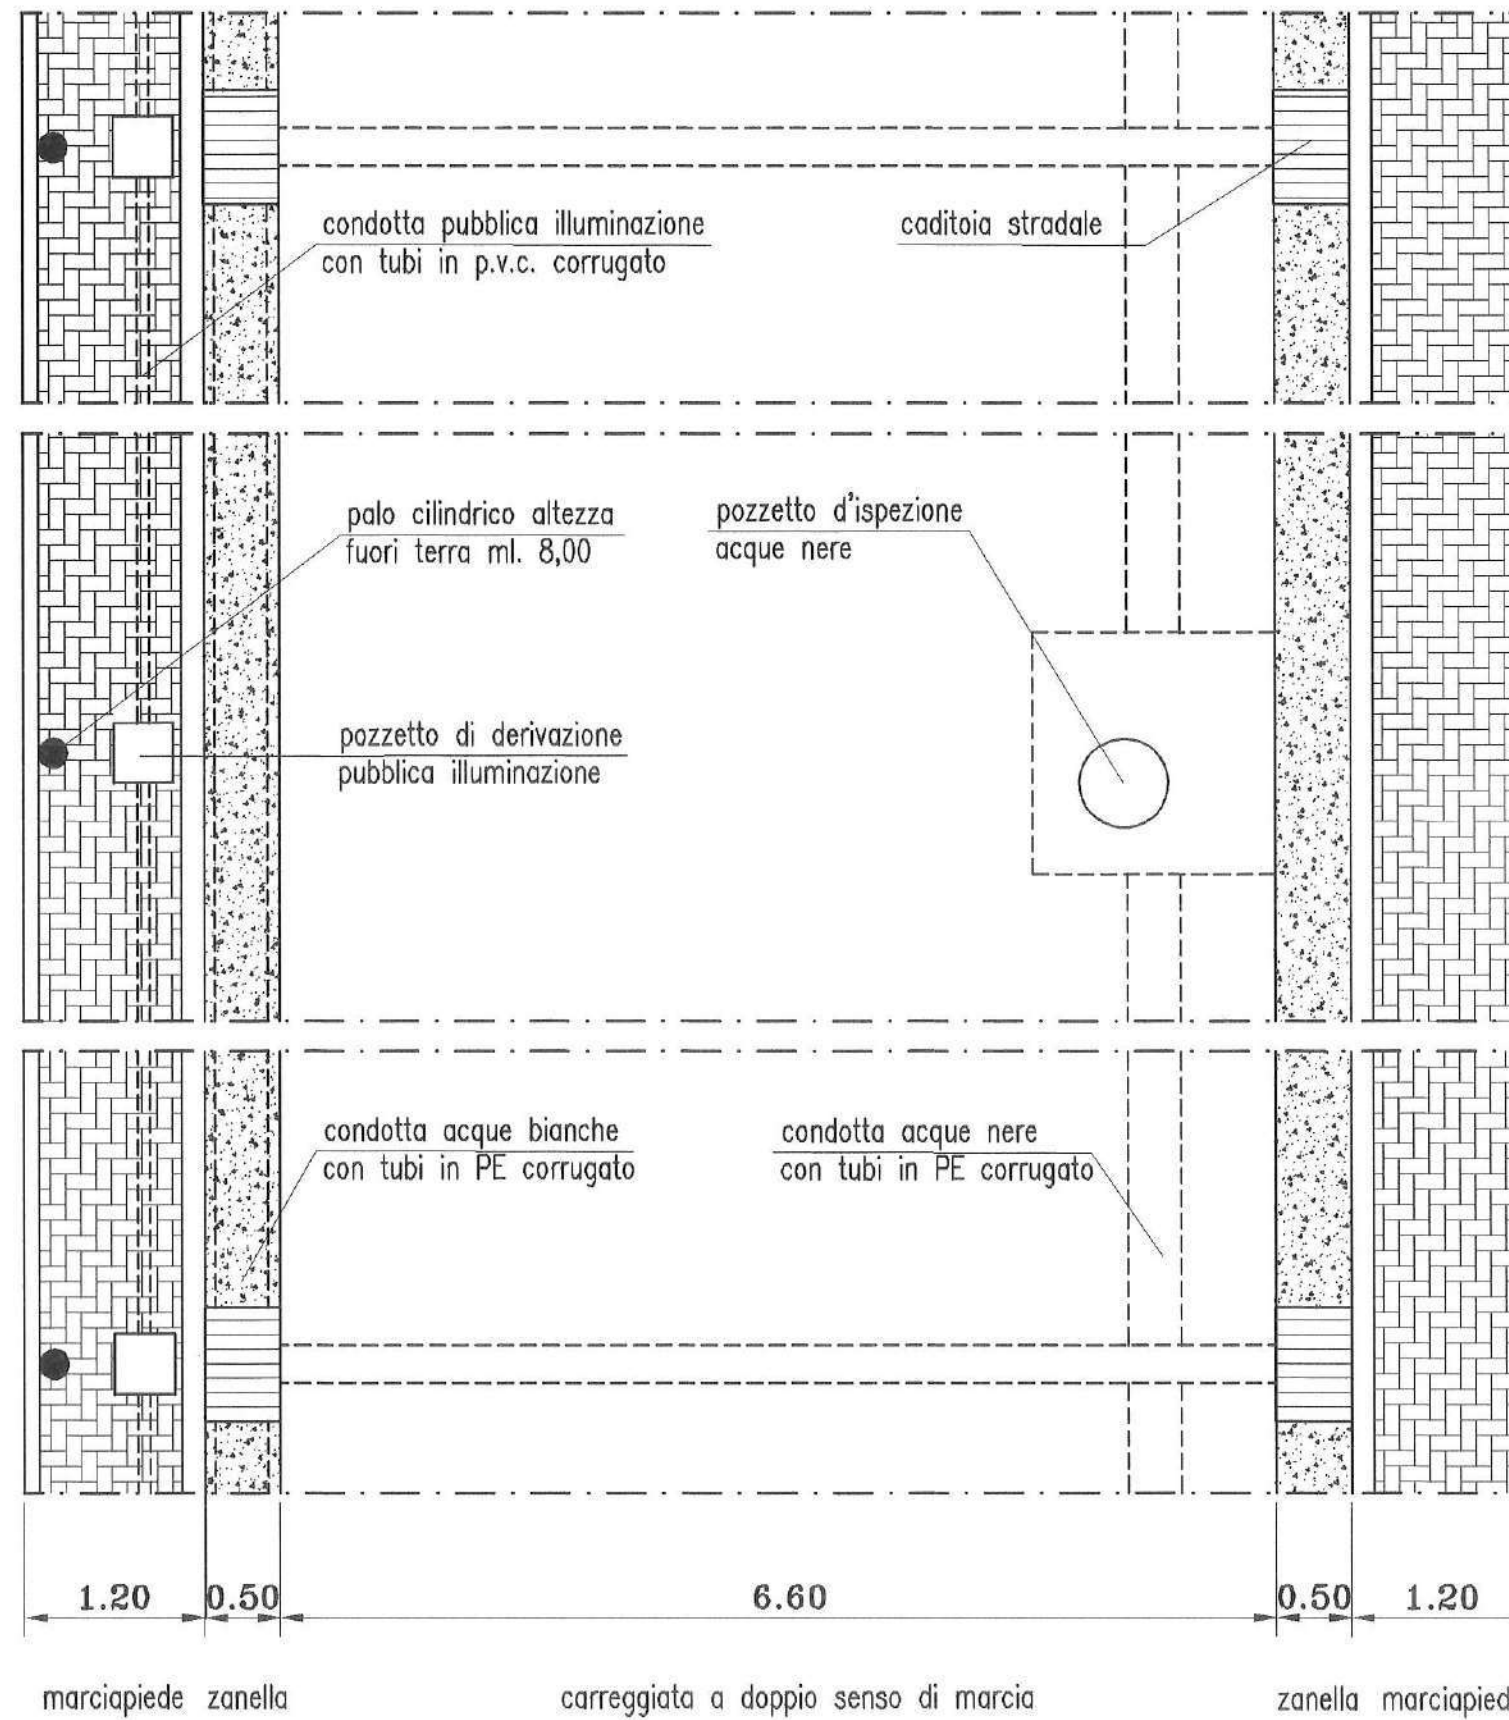 condotta pubblica illuminazione
con tubi in p.v.c. corrugato
caditoia stradale
palo cilindrico altezza
fuori terra ml. 8,00
pozzetto d'ispezione
acque nere
pozzetto di derivazione
pubblica illuminazione
condotta acque bianche
con tubi in PE corrugato
condotta acque nere
con tubi in PE corrugato
1.20 0.50 6.60 0.50 1.20
marciapiede zanella carreggiata a doppio senso di marcia zanella marciapied